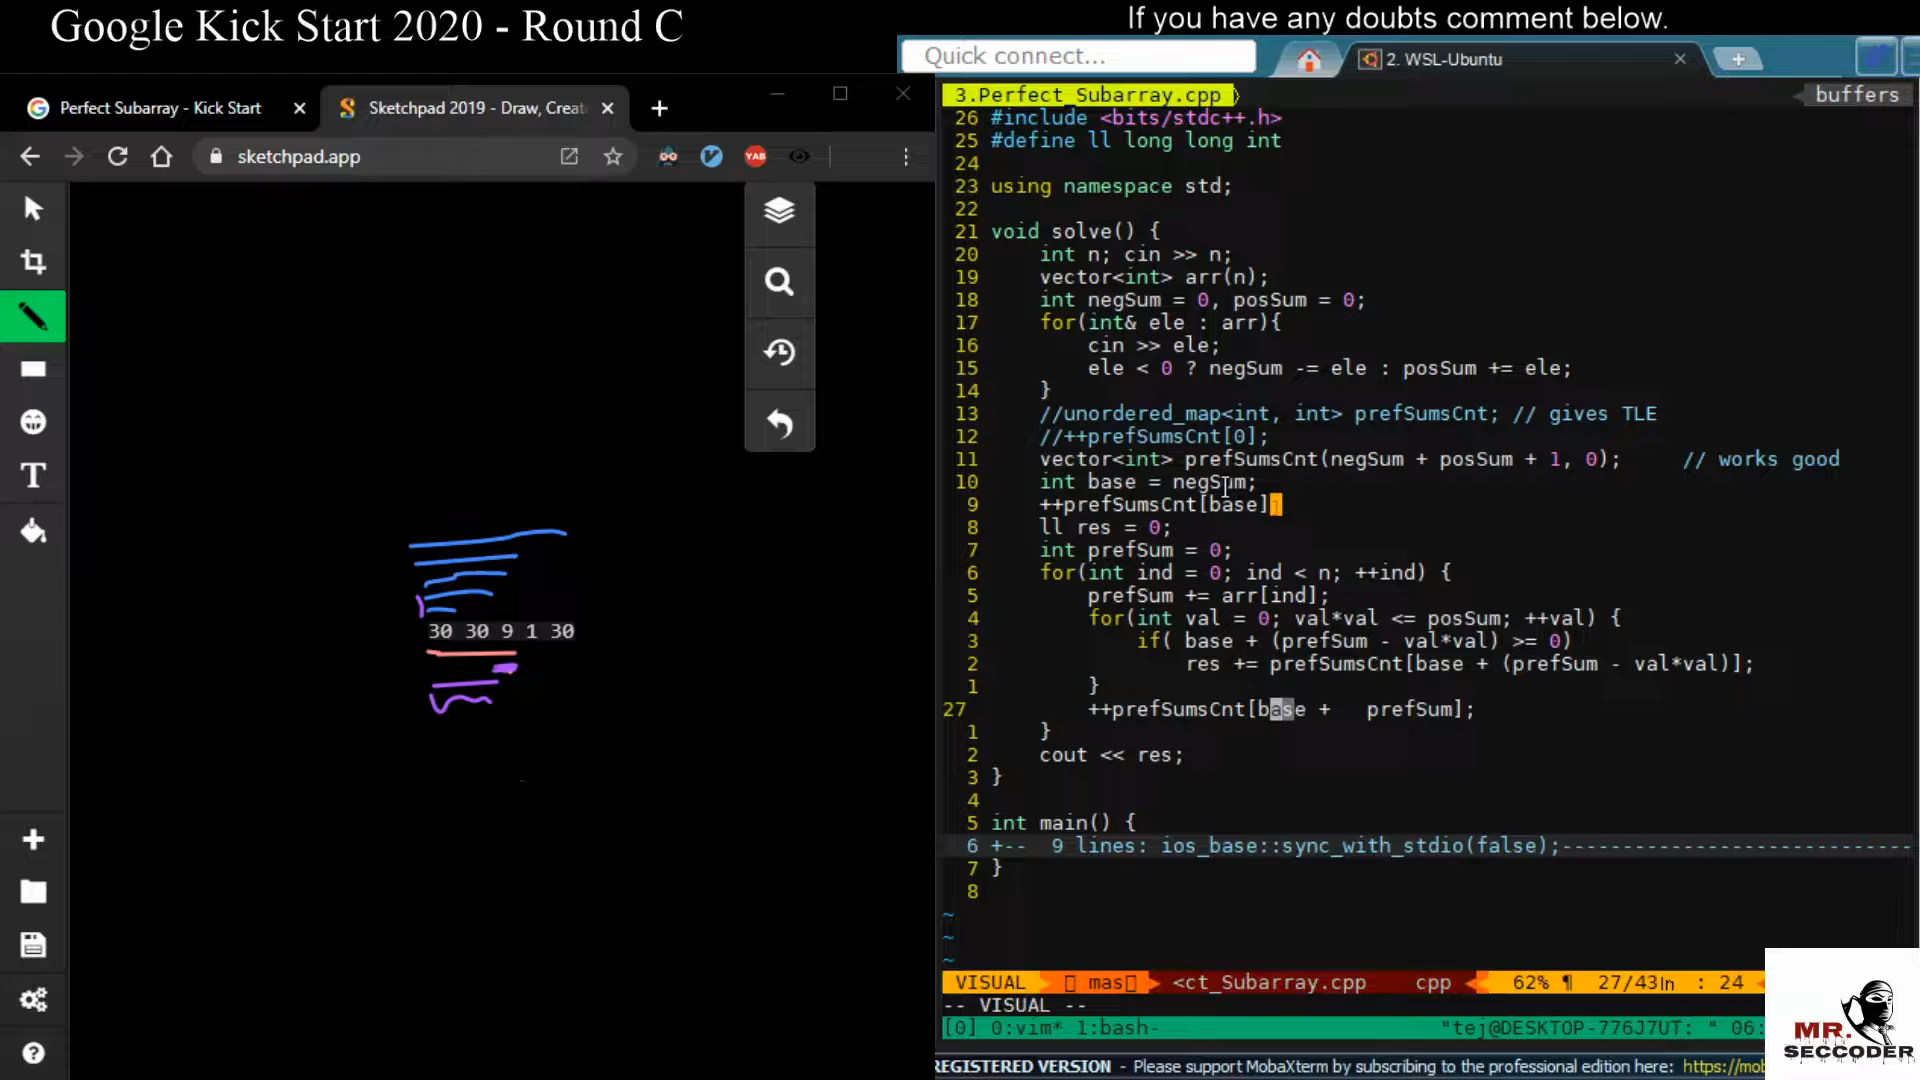 Google Kick Start 2020 - Round C
If you have any doubts comment below.
Quick connect...
2. WSL-Ubuntu
Perfect Subarray - Kick Start
Sketchpad 2019 - Draw, Creat
sketchpad.app
YAB
T
30 30 9 1 30
3.Perfect_Subarray.cpp
buffers
26 #include <bits/stdc++.h>
25 #define ll long long int
24
23 using namespace std;
22
21 void solve() {
20 int n; cin >> n;
19 vector<int> arr(n);
18 int negSum = 0, posSum = 0;
17 for(int& ele : arr){
16 cin >> ele;
15 ele < 0 ? negSum -= ele : posSum += ele;
14 }
13 //unordered_map<int, int> prefSumsCnt; // gives TLE
12 //++prefSumsCnt[0];
11 vector<int> prefSumsCnt(negSum + posSum + 1, 0); // works good
10 int base = negSum;
9 ++prefSumsCnt[base];
8 ll res = 0;
7 int prefSum = 0;
6 for(int ind = 0; ind < n; ++ind) {
5 prefSum += arr[ind];
4 for(int val = 0; val*val <= posSum; ++val) {
3 if( base + (prefSum - val*val) >= 0)
2 res += prefSumsCnt[base + (prefSum - val*val)];
1 }
27 ++prefSumsCnt[base + prefSum];
1 }
2 cout << res;
3 }
4
5 int main() {
6 +-- 9 lines: ios_base::sync_with_stdio(false);----------------------------
7 }
8
~
~
~
VISUAL mas <ct_Subarray.cpp cpp 62% ¶ 27/43㏑ : 24
-- VISUAL --
[0] 0:vim* 1:bash- "tej@DESKTOP-776J7UT: " 06:
REGISTERED VERSION - Please support MobaXterm by subscribing to the professional edition here: https://mob
MR.
SECCODER